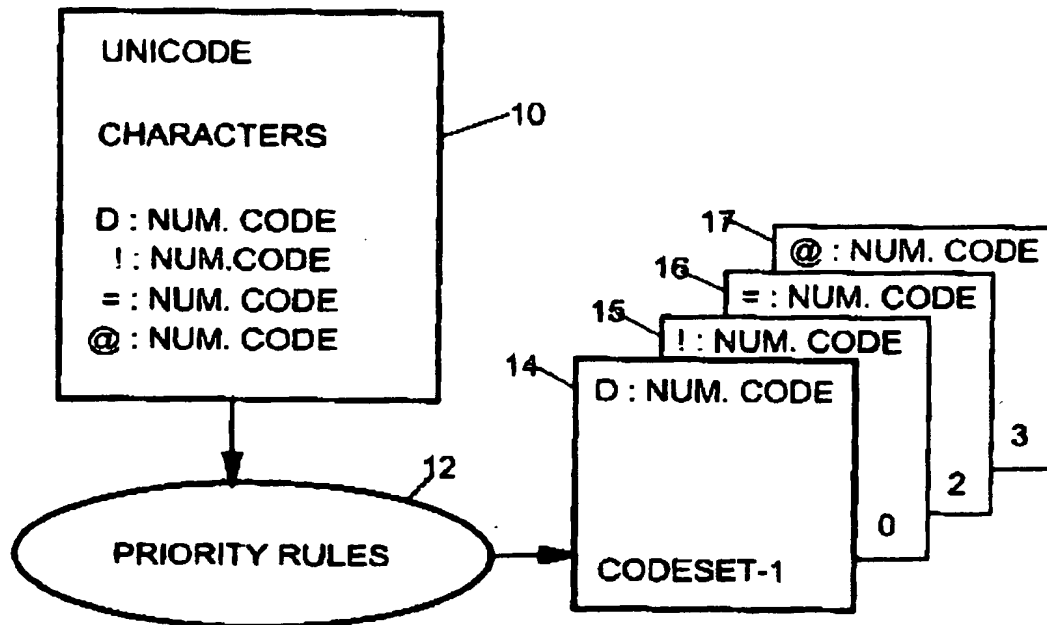 UNICODE
CHARACTERS
D : NUM. CODE
! : NUM.CODE
= : NUM. CODE
@ : NUM. CODE
10
12
PRIORITY RULES
17
@ : NUM. CODE
16
= : NUM. CODE
15
! : NUM. CODE
14
D : NUM. CODE
3
2
0
CODESET-1